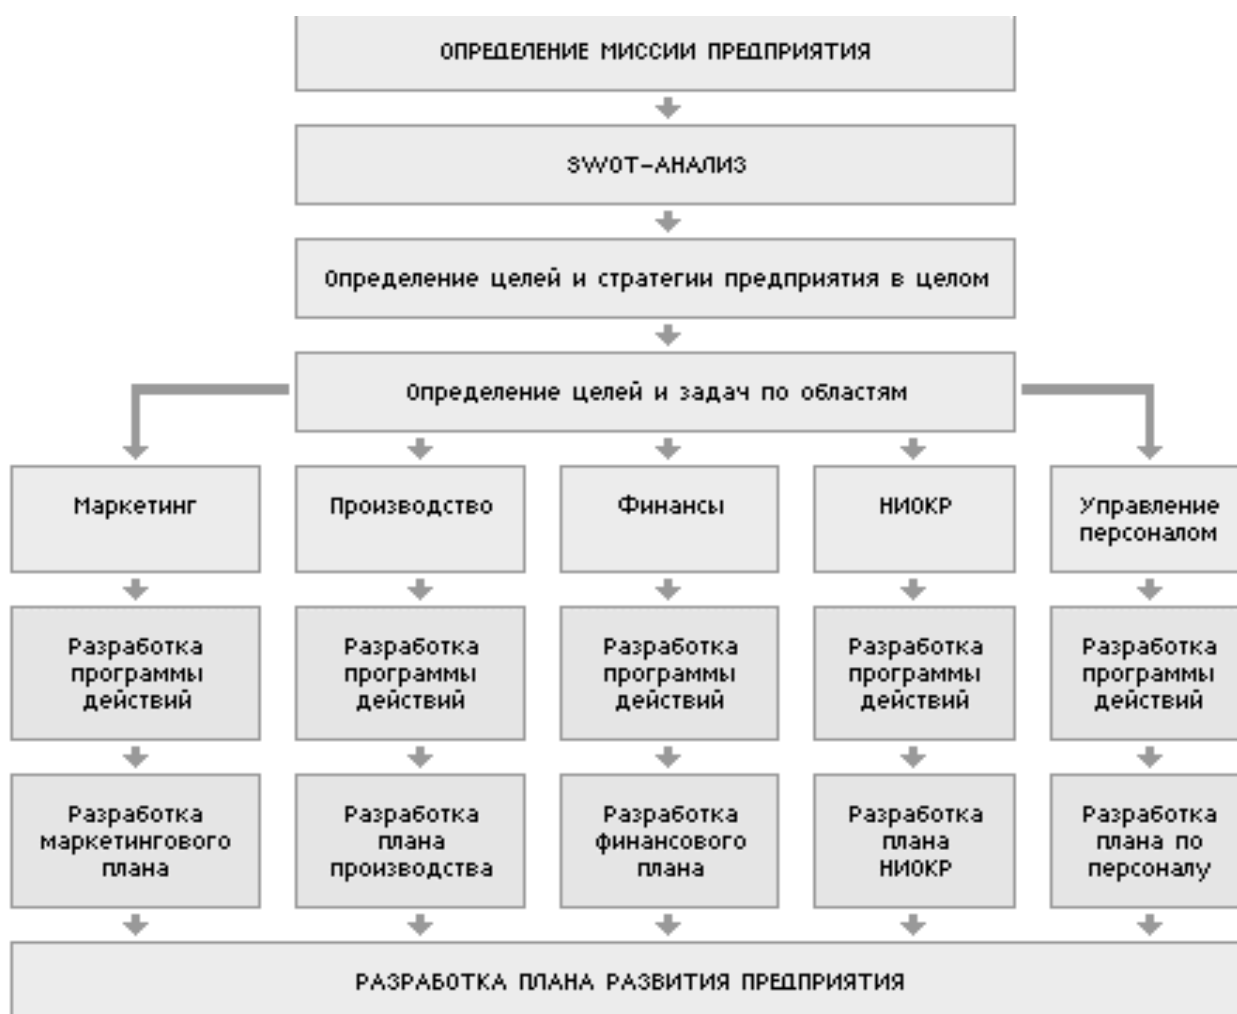 ОПРЕДЕЛЕНИЕ МИССИИ ПРЕДПРИЯТИЯ
SWOT-АНАЛИЗ
Определение целей и стратегии предприятия в целом
Определение целей и задач по областям
Маркетинг
Производство
Финансы
НИОКР
Управление
персоналом
Разработка
программы
действий
Разработка
программы
действий
Разработка
программы
действий
Разработка
программы
действий
Разработка
программы
действий
Разработка
маркетингового
плана
Разработка
плана
производства
Разработка
финансового
плана
Разработка
плана
НИОКР
Разработка
плана по
персоналу
РАЗРАБОТКА ПЛАНА РАЗВИТИЯ ПРЕДПРИЯТИЯ